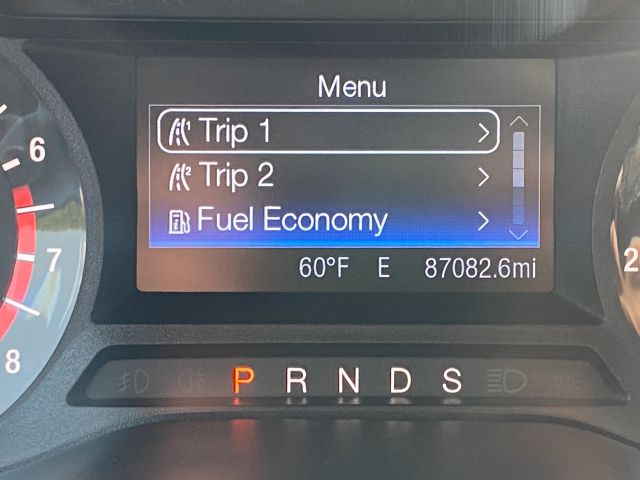 Menu
Trip 1
Trip 2
Fuel Economy
60°F E 87082.6mi
6
7
8
2
P R N D S